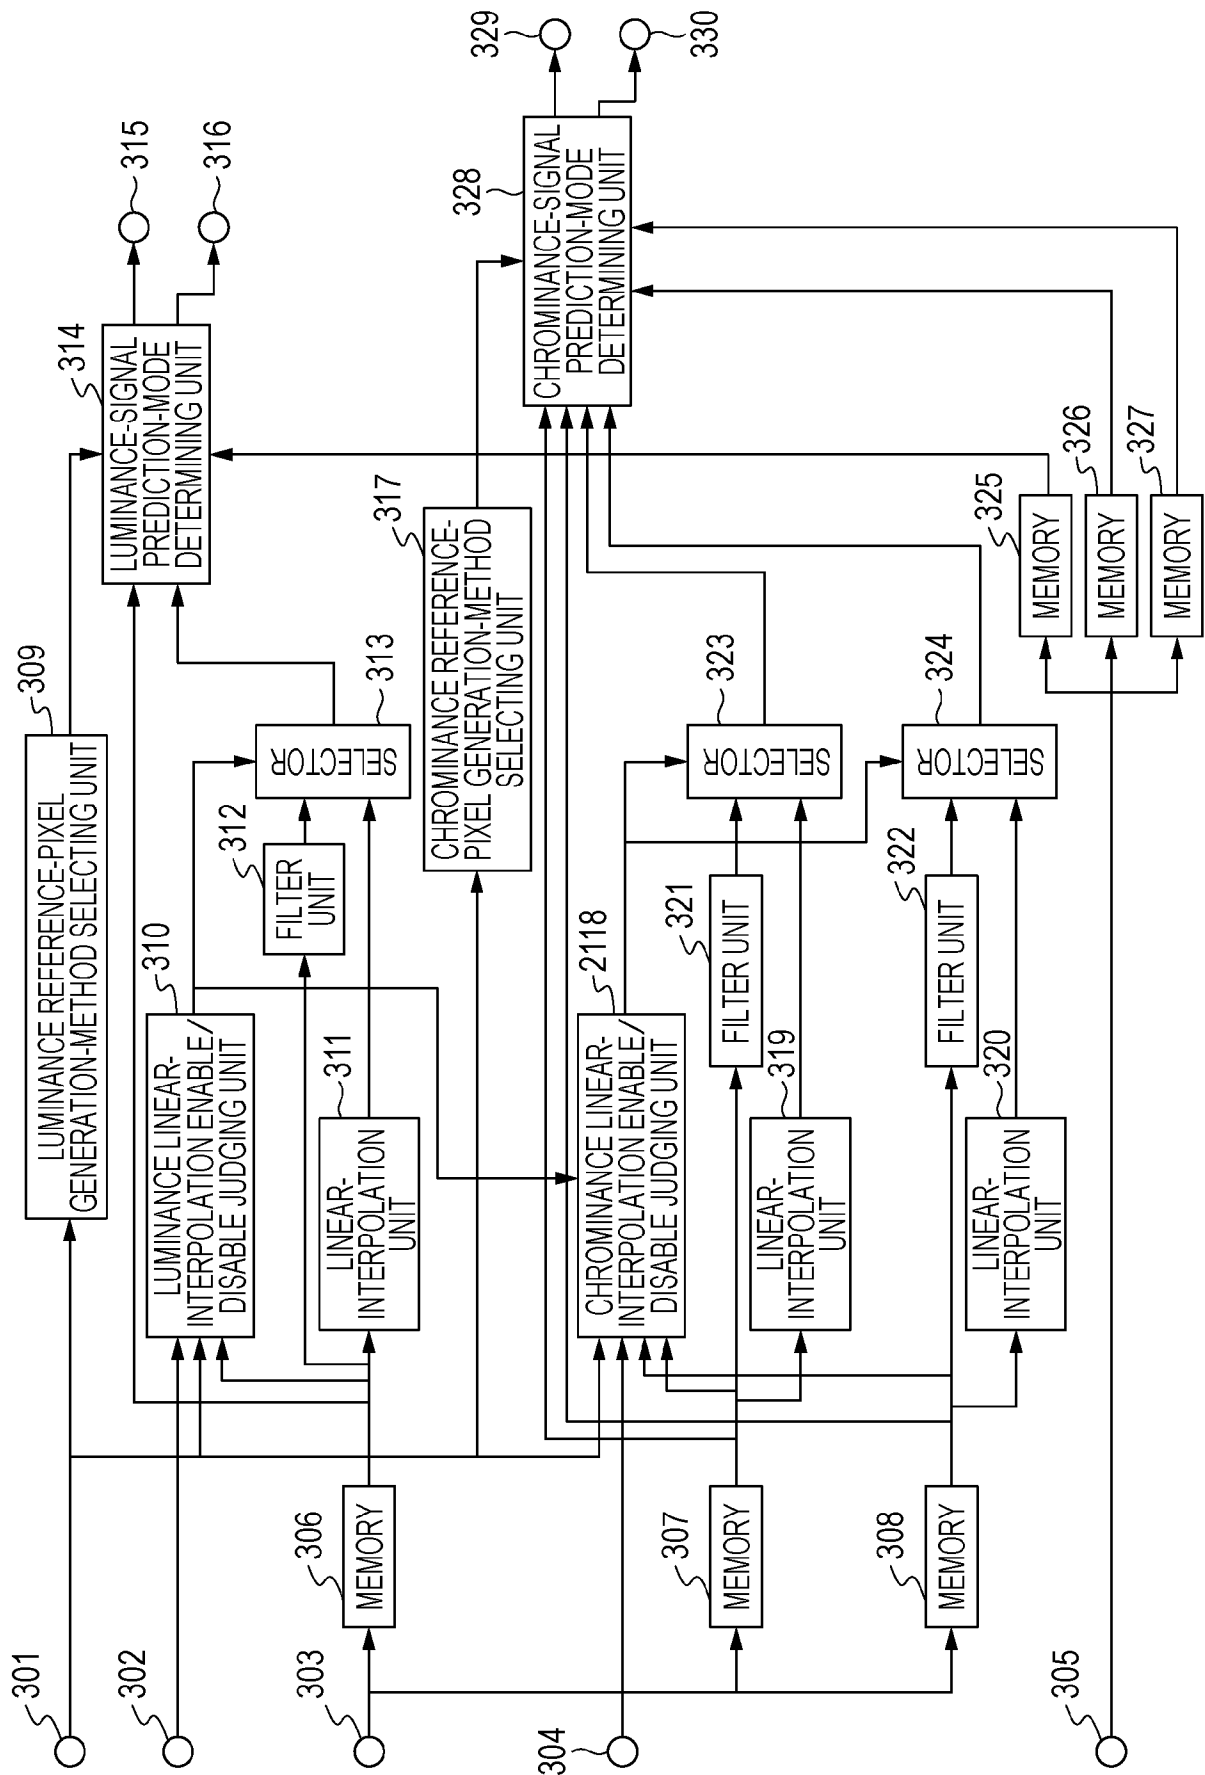 301
302
303
304
305
306
MEMORY
307
MEMORY
308
MEMORY
309
LUMINANCE REFERENCE-PIXEL
GENERATION-METHOD SELECTING UNIT
310
LUMINANCE LINEAR-
INTERPOLATION ENABLE/
DISABLE JUDGING UNIT
311
LINEAR-
INTERPOLATION
UNIT
312
FILTER
UNIT
313
SELECTOR
314
LUMINANCE-SIGNAL
PREDICTION-MODE
DETERMINING UNIT
315
316
317
CHROMINANCE REFERENCE-
PIXEL GENERATION-METHOD
SELECTING UNIT
2118
CHROMINANCE LINEAR-
INTERPOLATION ENABLE/
DISABLE JUDGING UNIT
319
LINEAR-
INTERPOLATION
UNIT
320
LINEAR-
INTERPOLATION
UNIT
321
FILTER UNIT
322
FILTER UNIT
323
SELECTOR
324
SELECTOR
325
MEMORY
326
MEMORY
327
MEMORY
328
CHROMINANCE-SIGNAL
PREDICTION-MODE
DETERMINING UNIT
329
330